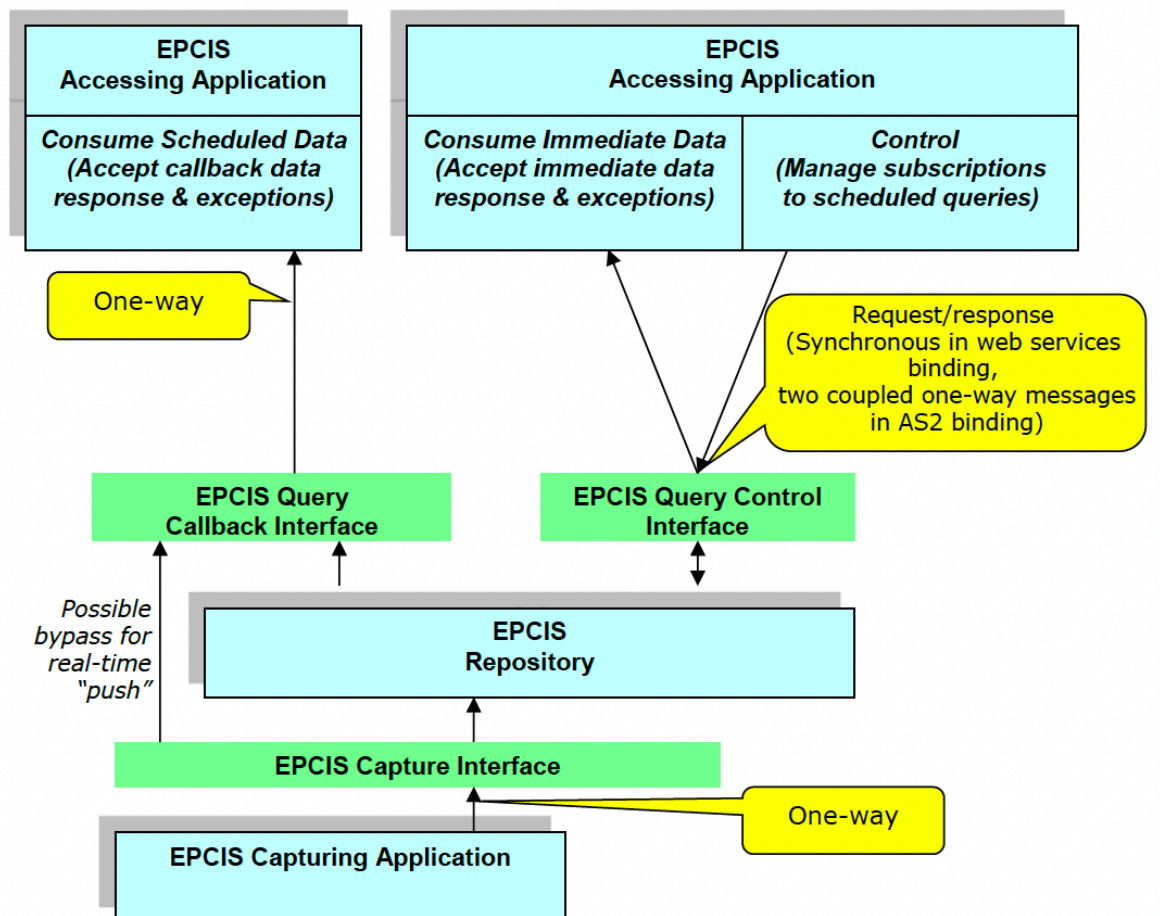 EPCIS
Accessing Application
Consume Scheduled Data
(Accept callback data
response & exceptions)
EPCIS
Accessing Application
Consume Immediate Data
(Accept immediate data
response & exceptions)
Control
(Manage subscriptions
to scheduled queries)
One-way
Request/response
(Synchronous in web services
binding,
two coupled one-way messages
in AS2 binding)
EPCIS Query
Callback Interface
EPCIS Query Control
Interface
Possible
bypass for
real-time
“push”
EPCIS
Repository
EPCIS Capture Interface
One-way
EPCIS Capturing Application